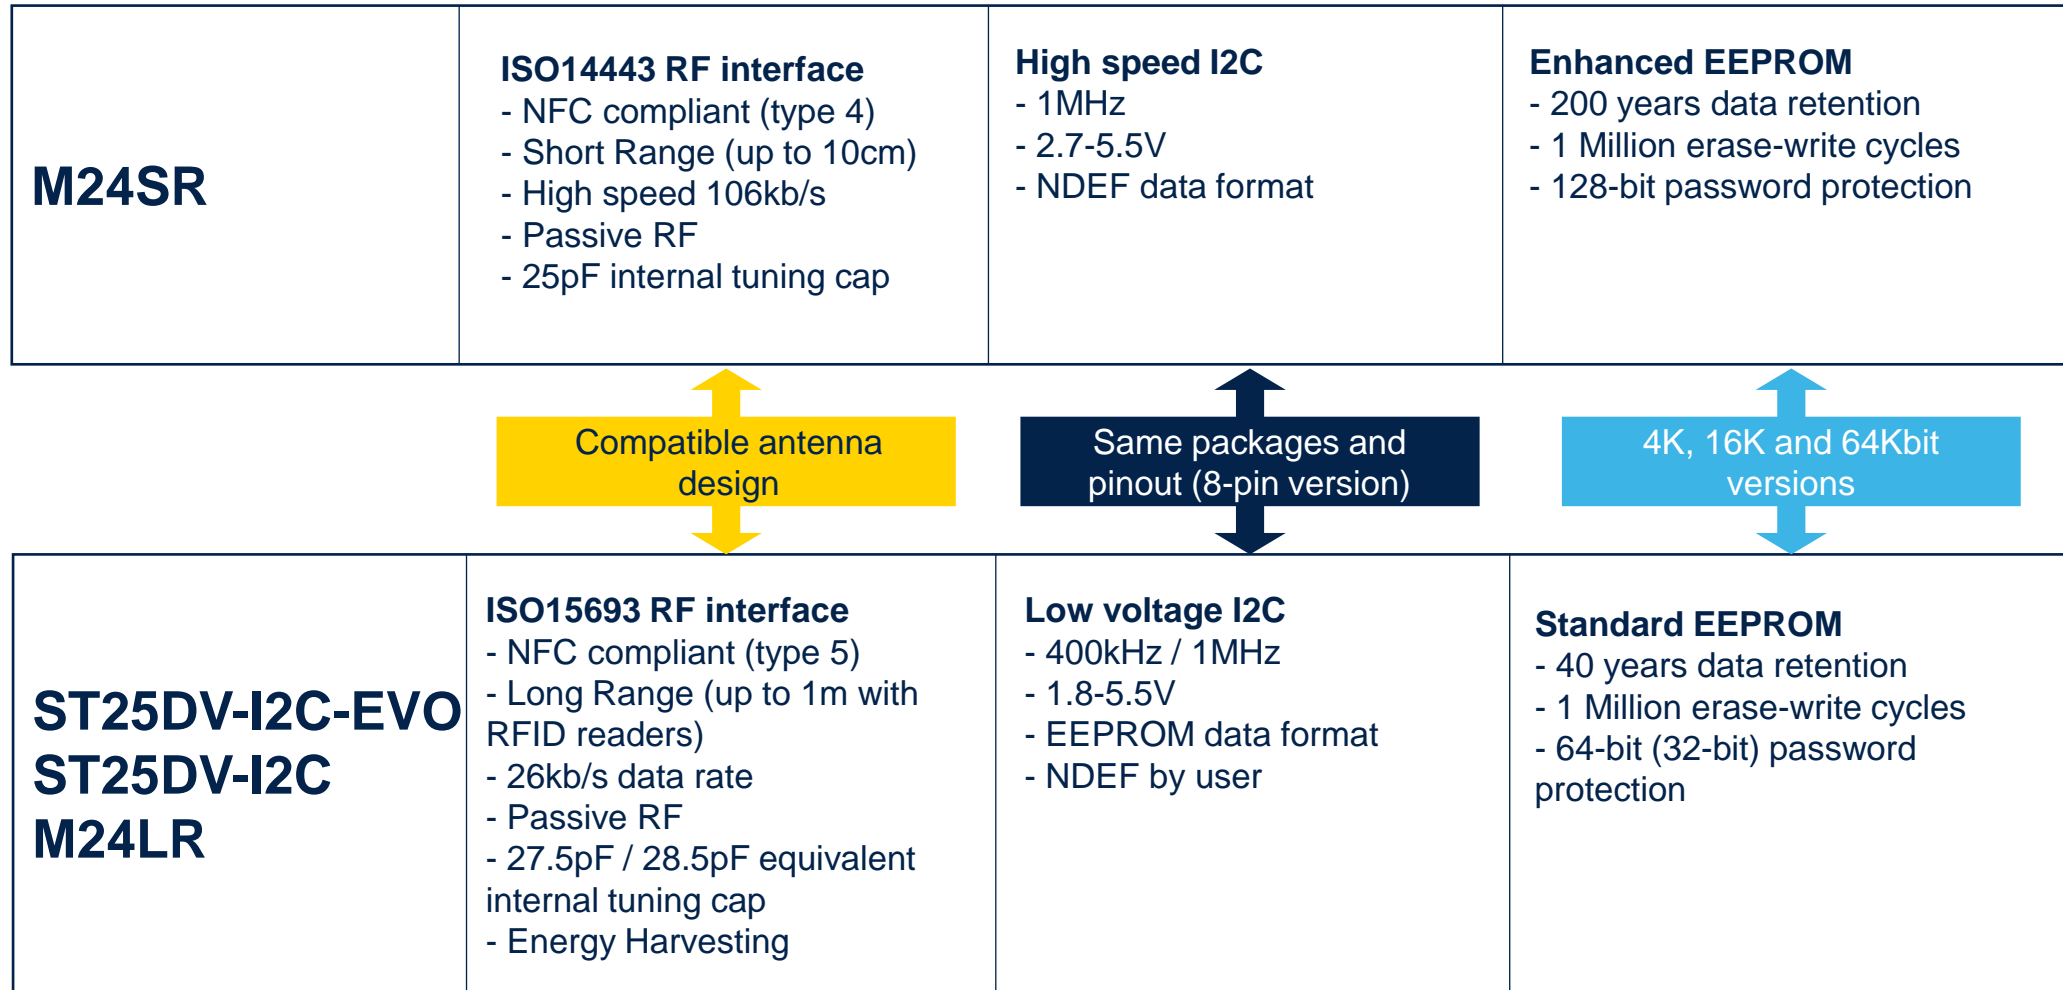 M24SR
ISO14443 RF interface
- NFC compliant (type 4)
- Short Range (up to 10cm)
- High speed 106kb/s
- Passive RF
- 25pF internal tuning cap
High speed I2C
- 1MHz
- 2.7-5.5V
- NDEF data format
Enhanced EEPROM
- 200 years data retention
- 1 Million erase-write cycles
- 128-bit password protection
Compatible antenna
design
Same packages and
pinout (8-pin version)
4K, 16K and 64Kbit
versions
ST25DV-I2C-EVO
ST25DV-I2C
M24LR
ISO15693 RF interface
- NFC compliant (type 5)
- Long Range (up to 1m with
RFID readers)
- 26kb/s data rate
- Passive RF
- 27.5pF / 28.5pF equivalent
internal tuning cap
- Energy Harvesting
Low voltage I2C
- 400kHz / 1MHz
- 1.8-5.5V
- EEPROM data format
- NDEF by user
Standard EEPROM
- 40 years data retention
- 1 Million erase-write cycles
- 64-bit (32-bit) password
protection